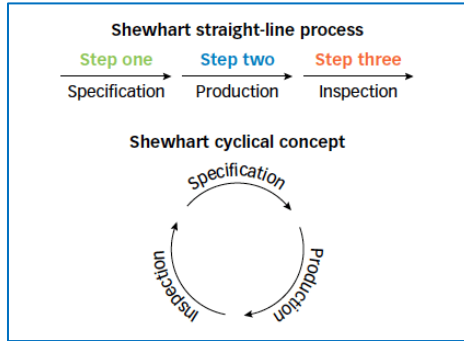 Shewhart straight-line process
Step one Step two Step three
Specification Production Inspection
Shewhart cyclical concept
Specification
Production
Inspection